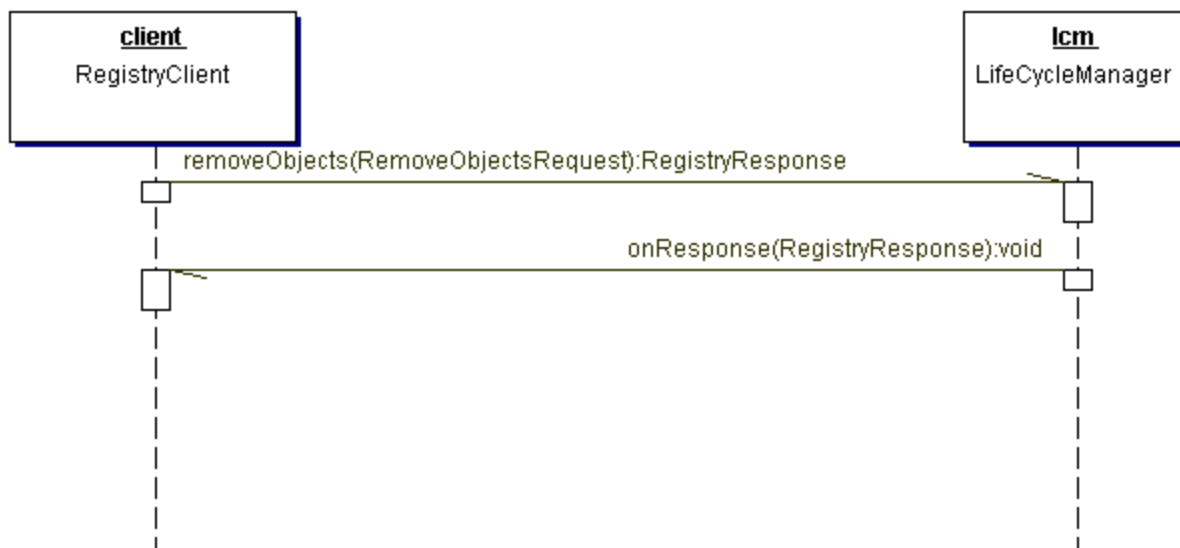 client
RegistryClient
lcm
LifeCycleManager
removeObjects(RemoveObjectsRequest):RegistryResponse
onResponse(RegistryResponse):void